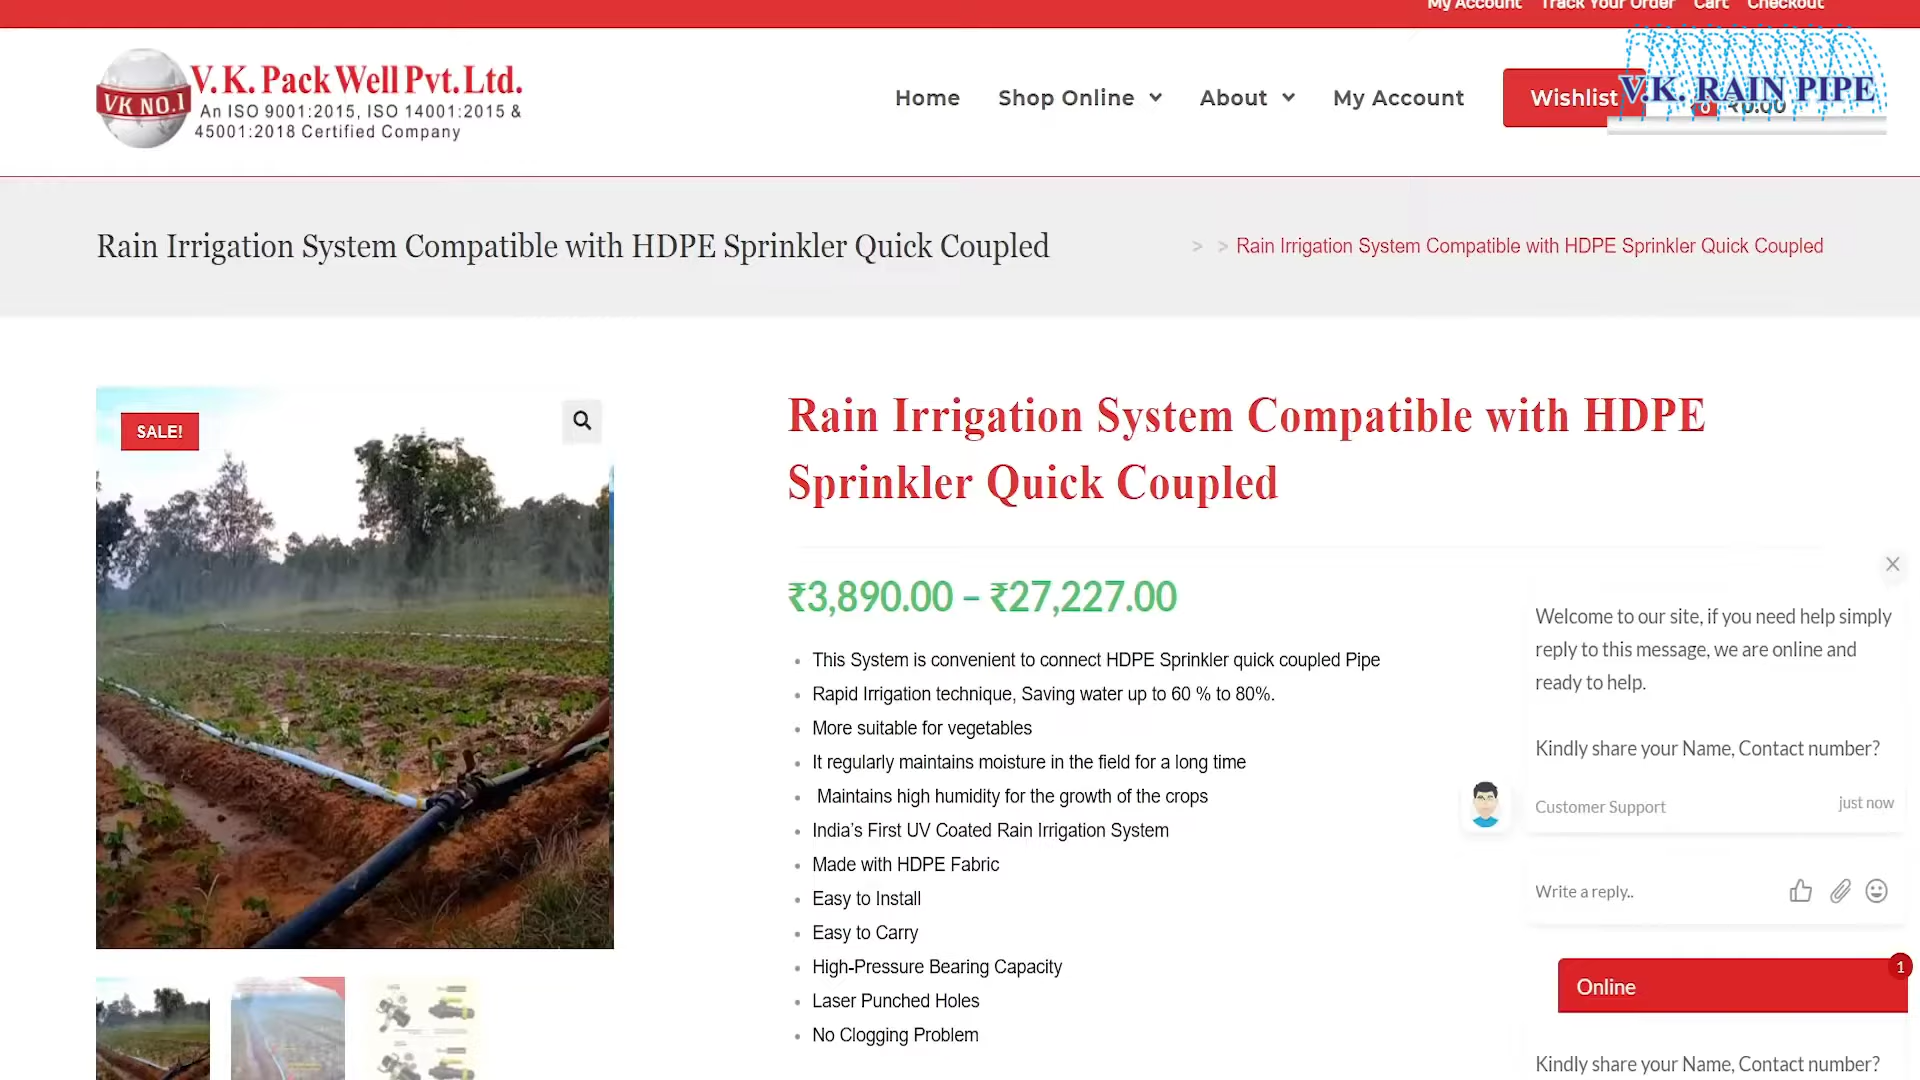 My Account Track Your Order Cart Checkout
VK NO.1
V. K. Pack Well Pvt. Ltd.
An ISO 9001:2015, ISO 14001:2015 &
45001:2018 Certified Company
Home Shop Online About My Account Wishlist
V.K. RAIN PIPE
0 ₹0.00
Rain Irrigation System Compatible with HDPE Sprinkler Quick Coupled
> > Rain Irrigation System Compatible with HDPE Sprinkler Quick Coupled
SALE!
Rain Irrigation System Compatible with HDPE
Sprinkler Quick Coupled
₹3,890.00 – ₹27,227.00
This System is convenient to connect HDPE Sprinkler quick coupled Pipe
Rapid Irrigation technique, Saving water up to 60 % to 80%.
More suitable for vegetables
It regularly maintains moisture in the field for a long time
Maintains high humidity for the growth of the crops
India’s First UV Coated Rain Irrigation System
Made with HDPE Fabric
Easy to Install
Easy to Carry
High-Pressure Bearing Capacity
Laser Punched Holes
No Clogging Problem
Welcome to our site, if you need help simply
reply to this message, we are online and
ready to help.
Kindly share your Name, Contact number?
Customer Support just now
Write a reply..
1
Online
Kindly share your Name, Contact number?